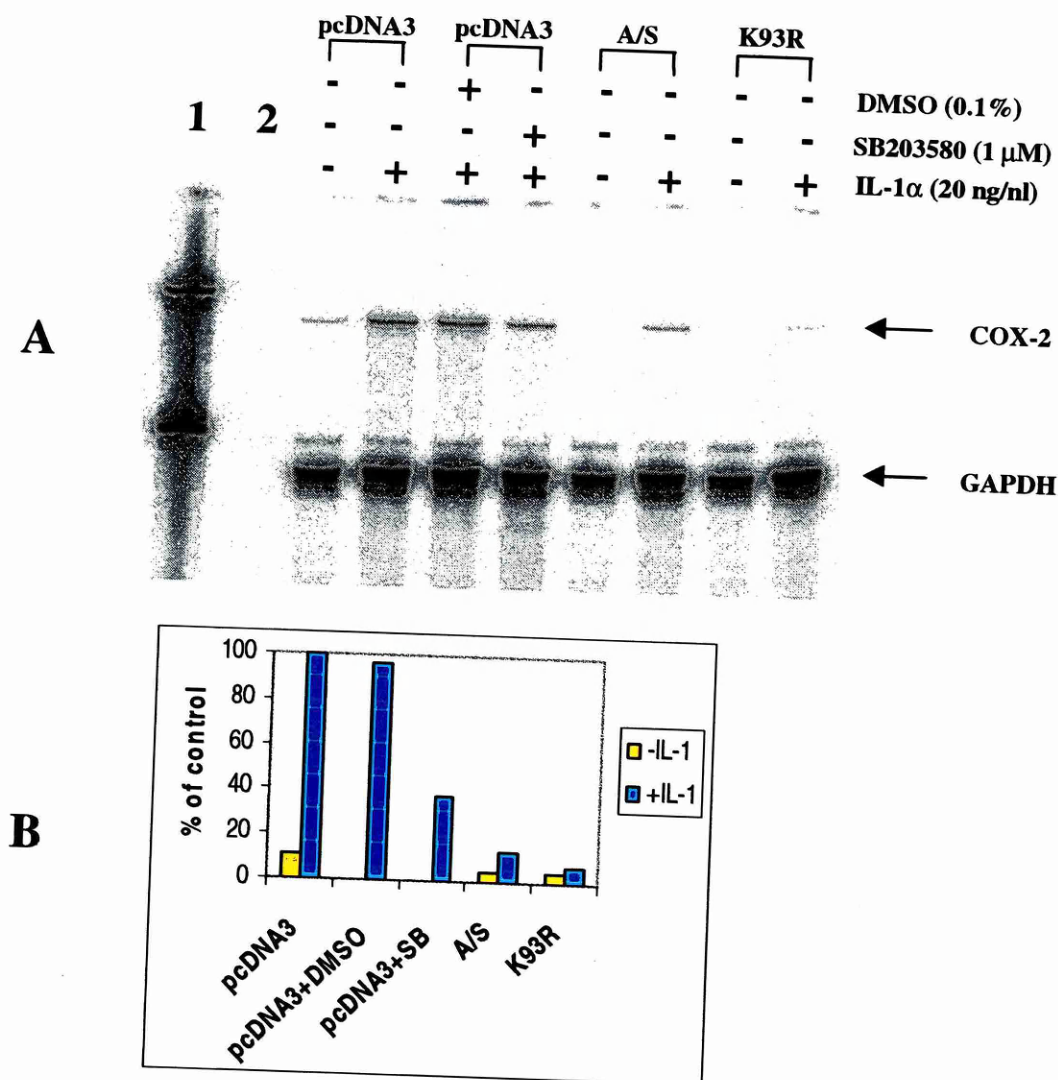 pcDNA3 pcDNA3 A/S K93R
- - + - - - - - DMSO (0.1%)
1 2 - - - + - - - - SB203580 (1 µM)
- + + + - + - + IL-1α (20 ng/nl)
A
COX-2
GAPDH
B
% of control
100
80
60
40
20
0
-IL-1
+IL-1
pcDNA3
pcDNA3+DMSO
pcDNA3+SB
A/S
K93R